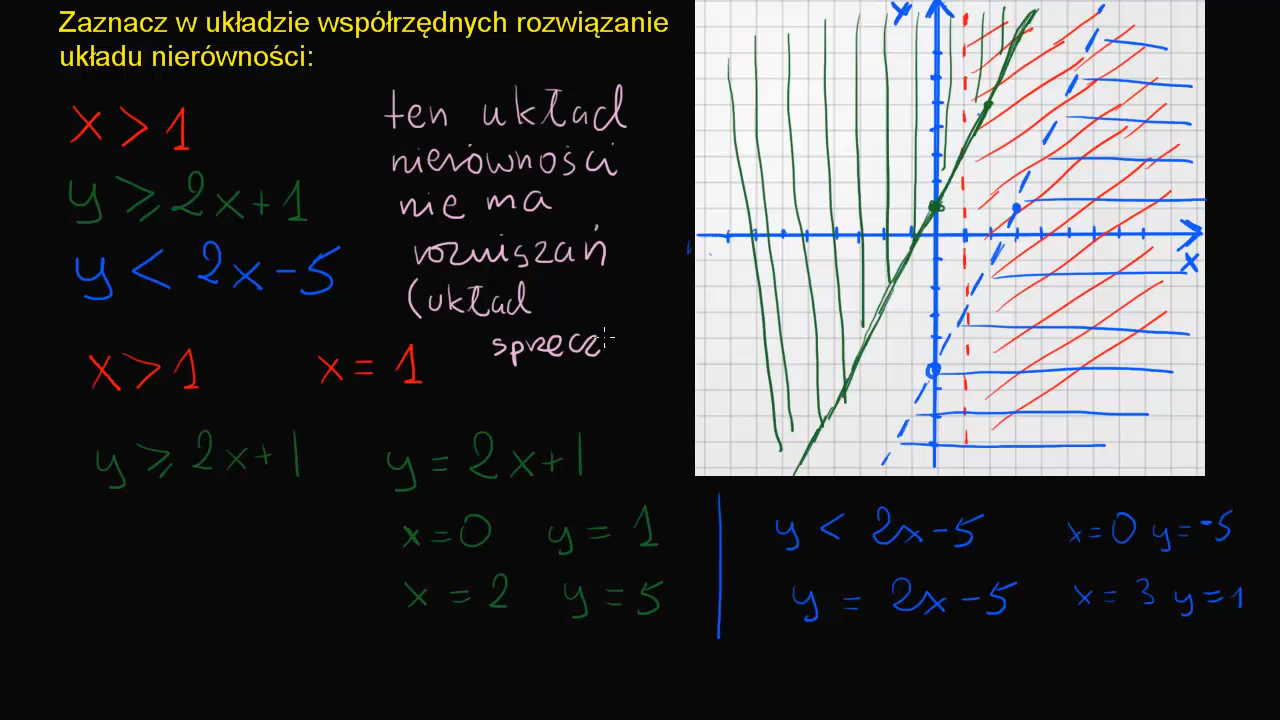 Zaznacz w układzie współrzędnych rozwiązanie
układu nierówności:
x > 1
y ⩾ 2x+1
y < 2x-5
ten układ
nierówności
nie ma
rozwiązań
(układ
sprzecz
x > 1 x = 1
y ⩾ 2x+1 y = 2x+1
x=0 y = 1
x = 2 y = 5
y
x
y < 2x-5 x=0 y=-5
y = 2x-5 x = 3 y=1